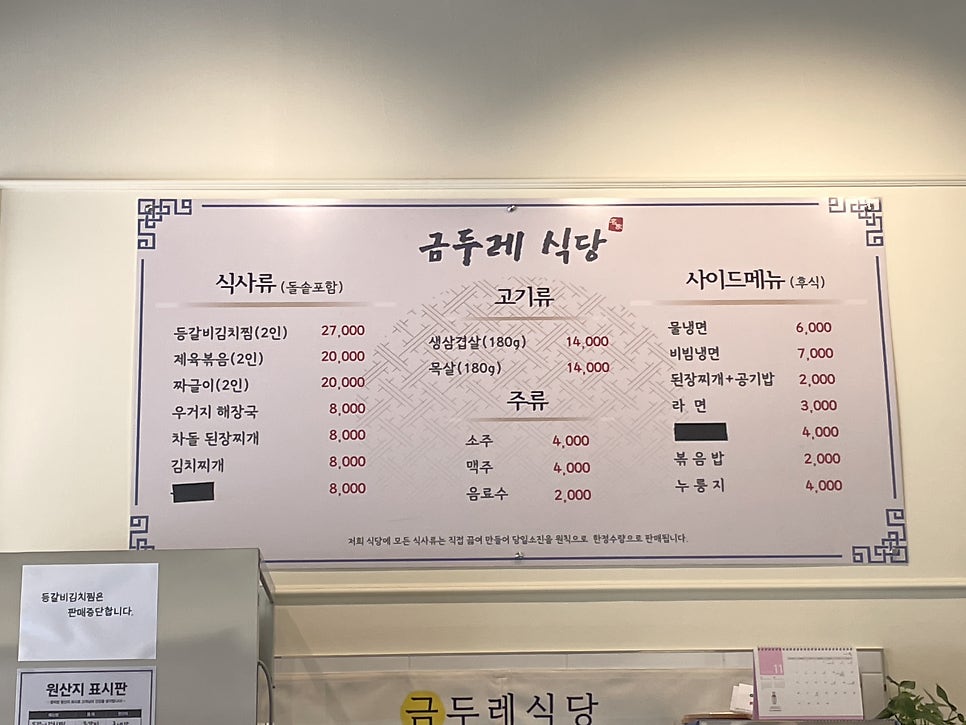 금두레 식당
식사류 (돌솥포함)
등갈비김치찜(2인) 27,000
제육볶음(2인) 20,000
짜글이(2인) 20,000
우거지 해장국 8,000
차돌 된장찌개 8,000
김치찌개 8,000
8,000
고기류
생삼겹살(180g) 14,000
목살(180g) 14,000
주류
소주 4,000
맥주 4,000
음료수 2,000
사이드메뉴 (후식)
물냉면 6,000
비빔냉면 7,000
된장찌개+공기밥 2,000
라 면 3,000
4,000
볶음밥 2,000
누룽지 4,000
저희 식당에 모든 식사류는 직접 끓여 만들어 당일소진을 원칙으로 한정수량으로 판매됩니다.
등갈비김치찜은
판매중단합니다.
원산지 표시판
금두레식당
11